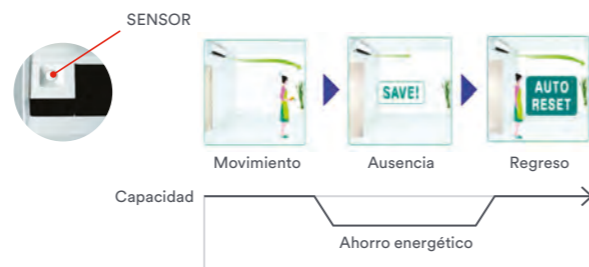 SENSOR
SAVE!
AUTO
RESET
Movimiento
Ausencia
Regreso
Capacidad
Ahorro energético